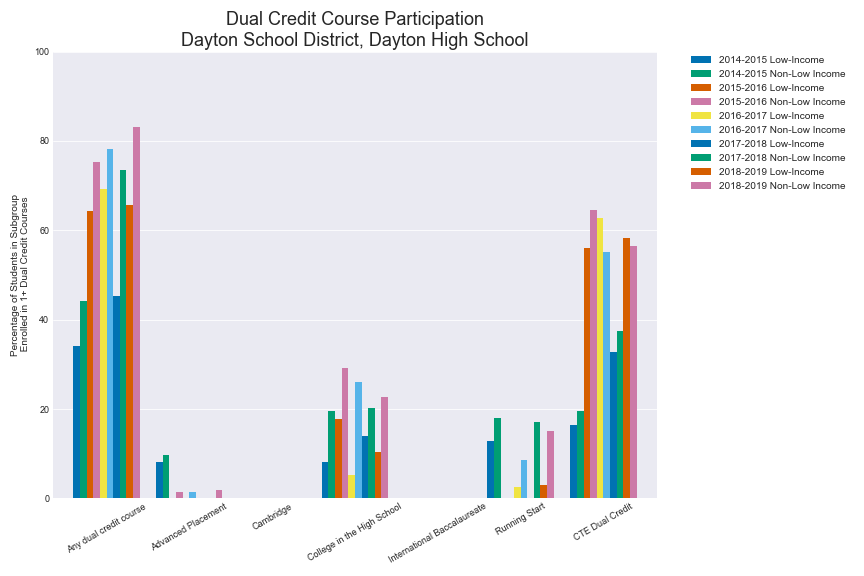 Dual Credit Course Participation
Dayton School District, Dayton High School
Percentage of Students in Subgroup
Enrolled in 1+ Dual Credit Courses
100
80
60
40
20
0
Any dual credit course
Advanced Placement
Cambridge
College in the High School
International Baccalaureate
Running Start
CTE Dual Credit
2014-2015 Low-Income
2014-2015 Non-Low Income
2015-2016 Low-Income
2015-2016 Non-Low Income
2016-2017 Low-Income
2016-2017 Non-Low Income
2017-2018 Low-Income
2017-2018 Non-Low Income
2018-2019 Low-Income
2018-2019 Non-Low Income